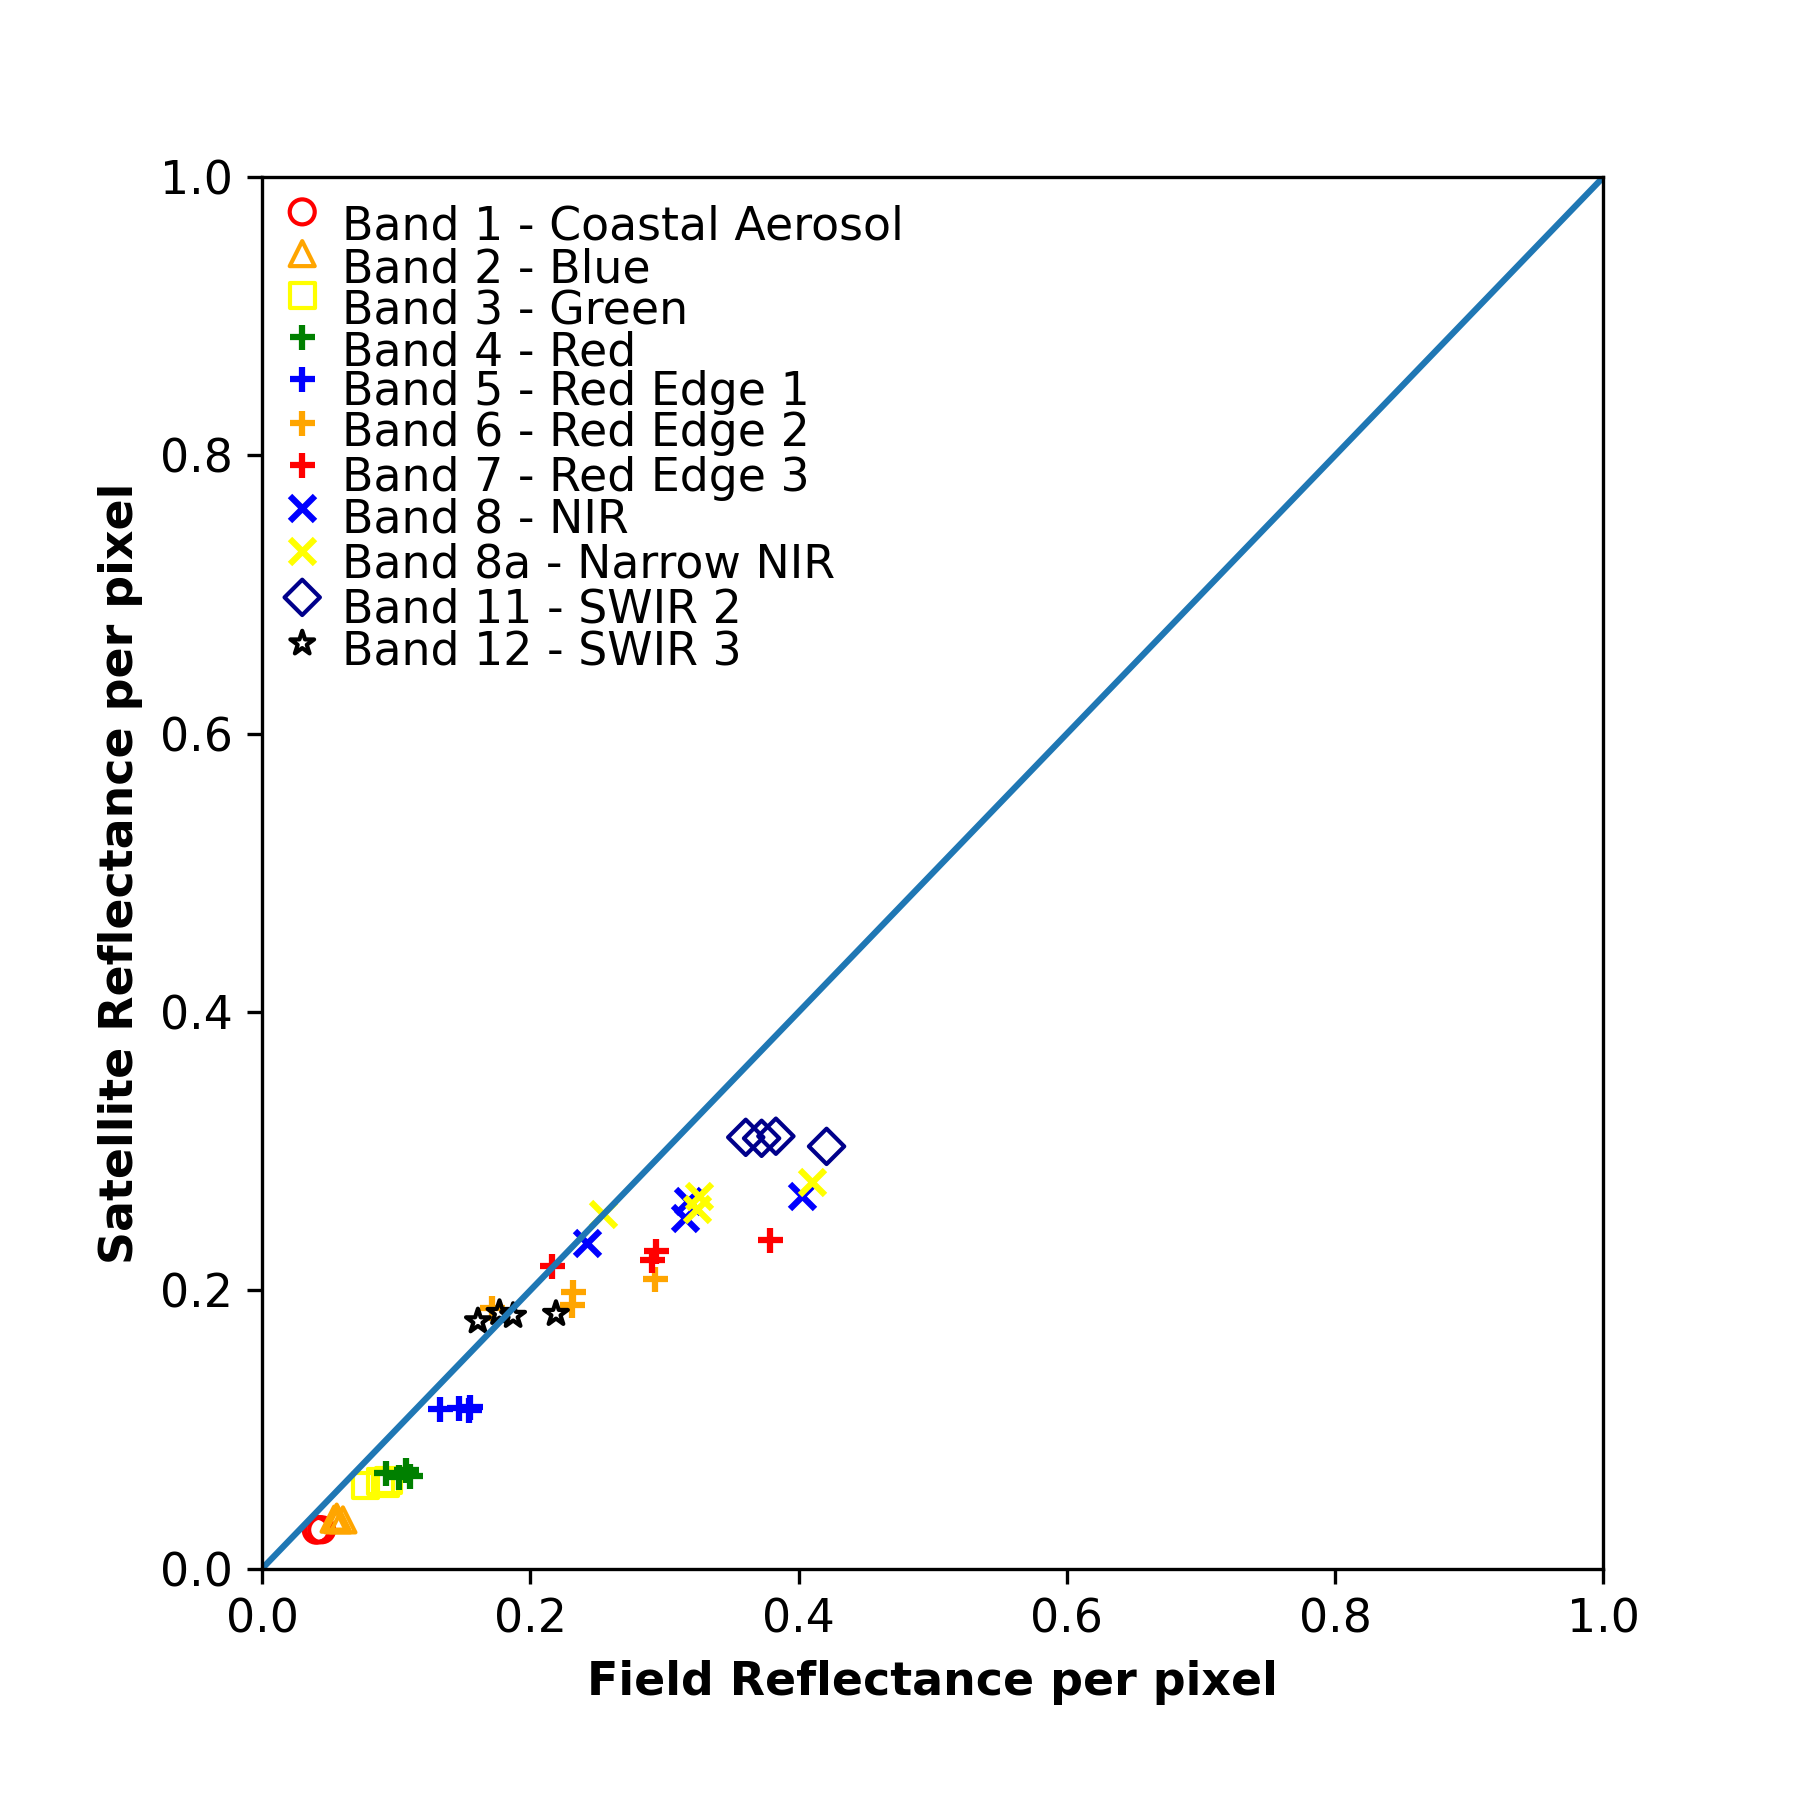 1.0
Band 1 - Coastal Aerosol
Band 2 - Blue
Band 3 - Green
Band 4 - Red
Band 5 - Red Edge 1
Band 6 - Red Edge 2
Band 7 - Red Edge 3
Band 8 - NIR
Band 8a - Narrow NIR
Band 11 - SWIR 2
Band 12 - SWIR 3
0.8
0.6
0.4
0.2
0.0
Satellite Reflectance per pixel
0.0 0.2 0.4 0.6 0.8 1.0
Field Reflectance per pixel